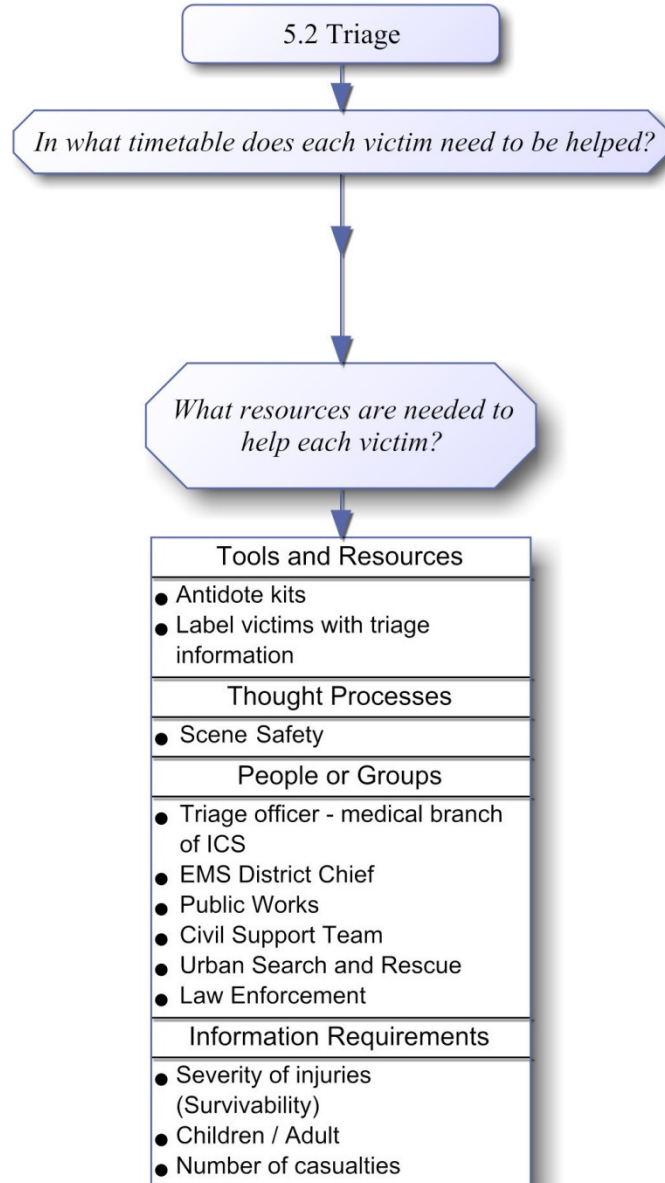 5.2 Triage
In what timetable does each victim need to be helped?
What resources are needed to
help each victim?
Tools and Resources
● Antidote kits
● Label victims with triage
information
Thought Processes
● Scene Safety
People or Groups
● Triage officer - medical branch
of ICS
● EMS District Chief
● Public Works
● Civil Support Team
● Urban Search and Rescue
● Law Enforcement
Information Requirements
● Severity of injuries
(Survivability)
● Children / Adult
● Number of casualties